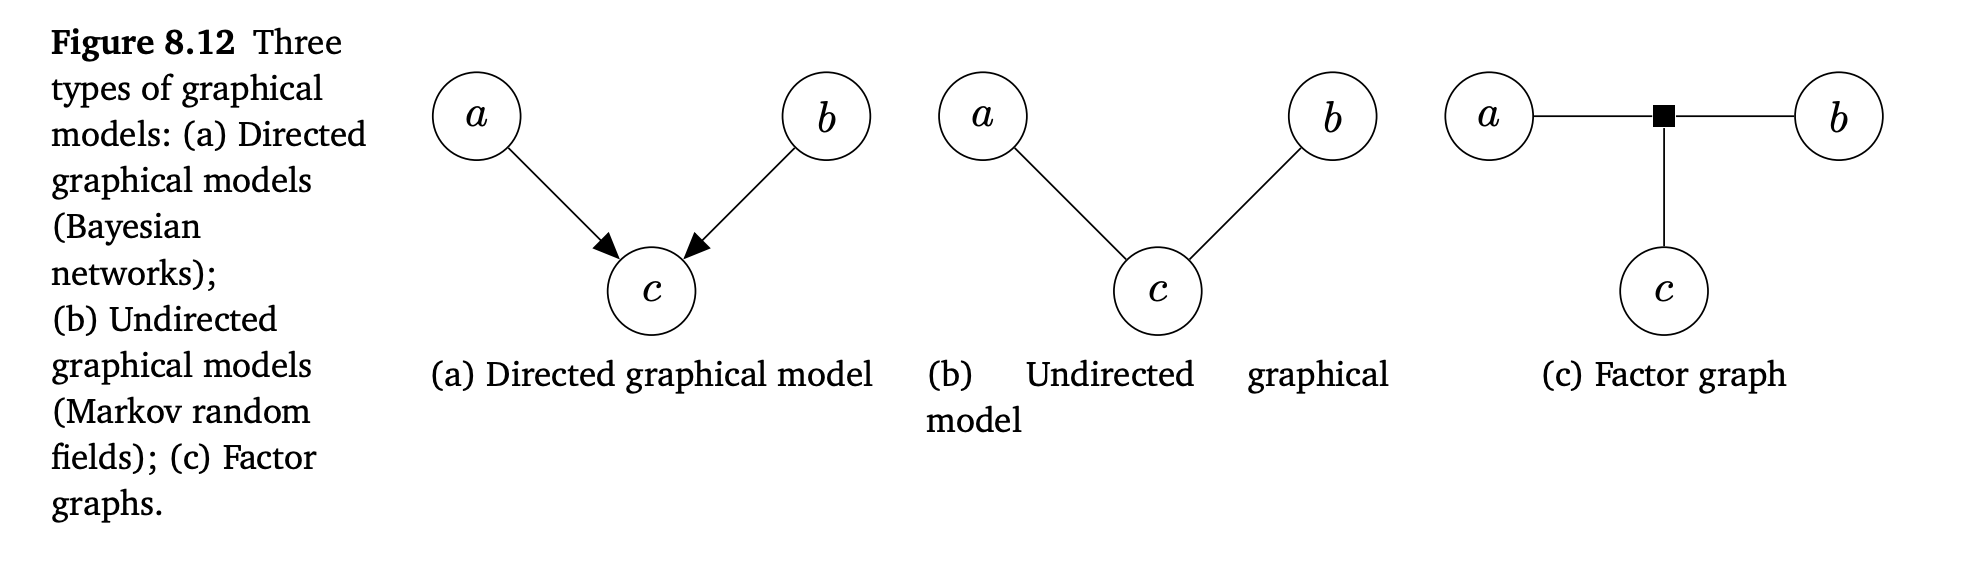 Figure 8.12 Three
types of graphical
models: (a) Directed
graphical models
(Bayesian
networks);
(b) Undirected
graphical models
(Markov random
fields); (c) Factor
graphs.
a
b
c
(a) Directed graphical model
a
b
c
(b) Undirected graphical
model
a
b
c
(c) Factor graph